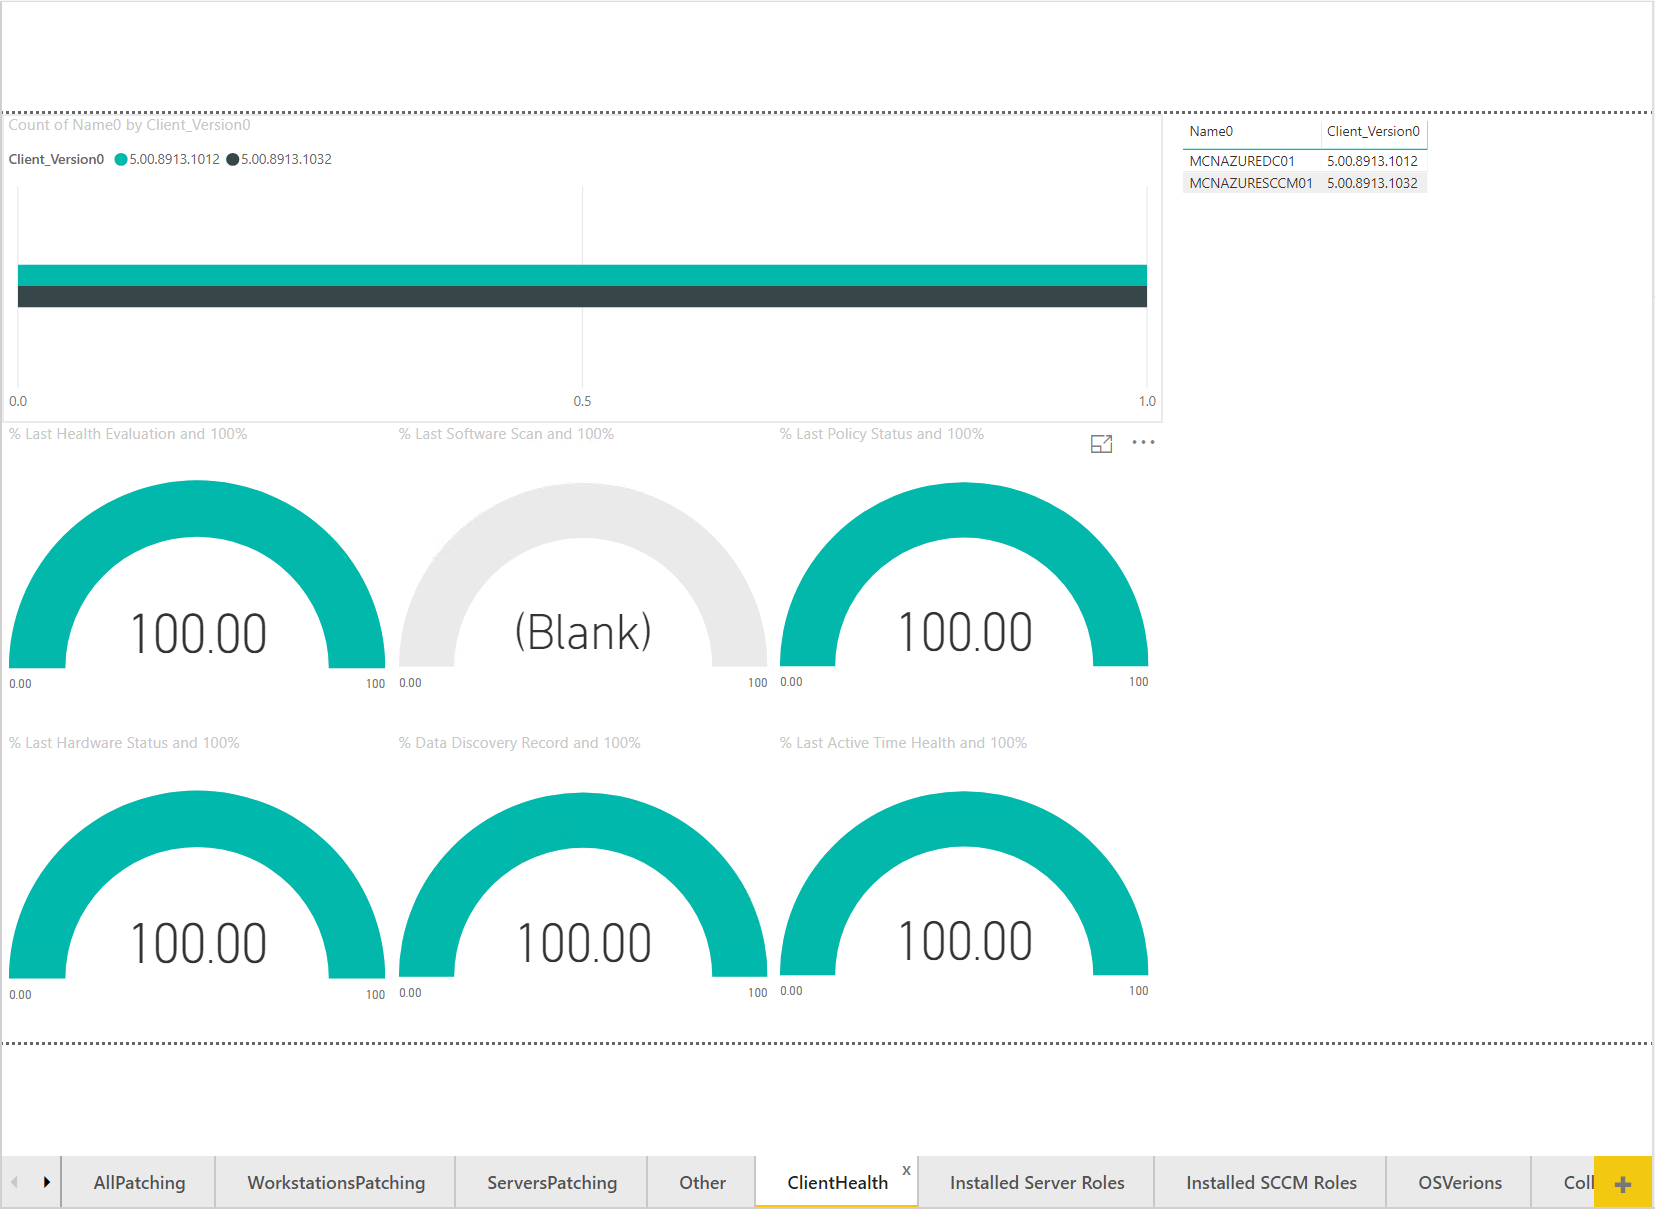 Count of Name0 by Client_Version0
Client_Version0 5.00.8913.1012 5.00.8913.1032
0.0 0.5 1.0
Name0 Client_Version0
MCNAZUREDC01 5.00.8913.1012
MCNAZURESCCM01 5.00.8913.1032
% Last Health Evaluation and 100%
100.00
0.00 100
% Last Software Scan and 100%
(Blank)
0.00 100
% Last Policy Status and 100%
100.00
0.00 100
% Last Hardware Status and 100%
100.00
0.00 100
% Data Discovery Record and 100%
100.00
0.00 100
% Last Active Time Health and 100%
100.00
0.00 100
AllPatching WorkstationsPatching ServersPatching Other ClientHealth x Installed Server Roles Installed SCCM Roles OSVerions Coll